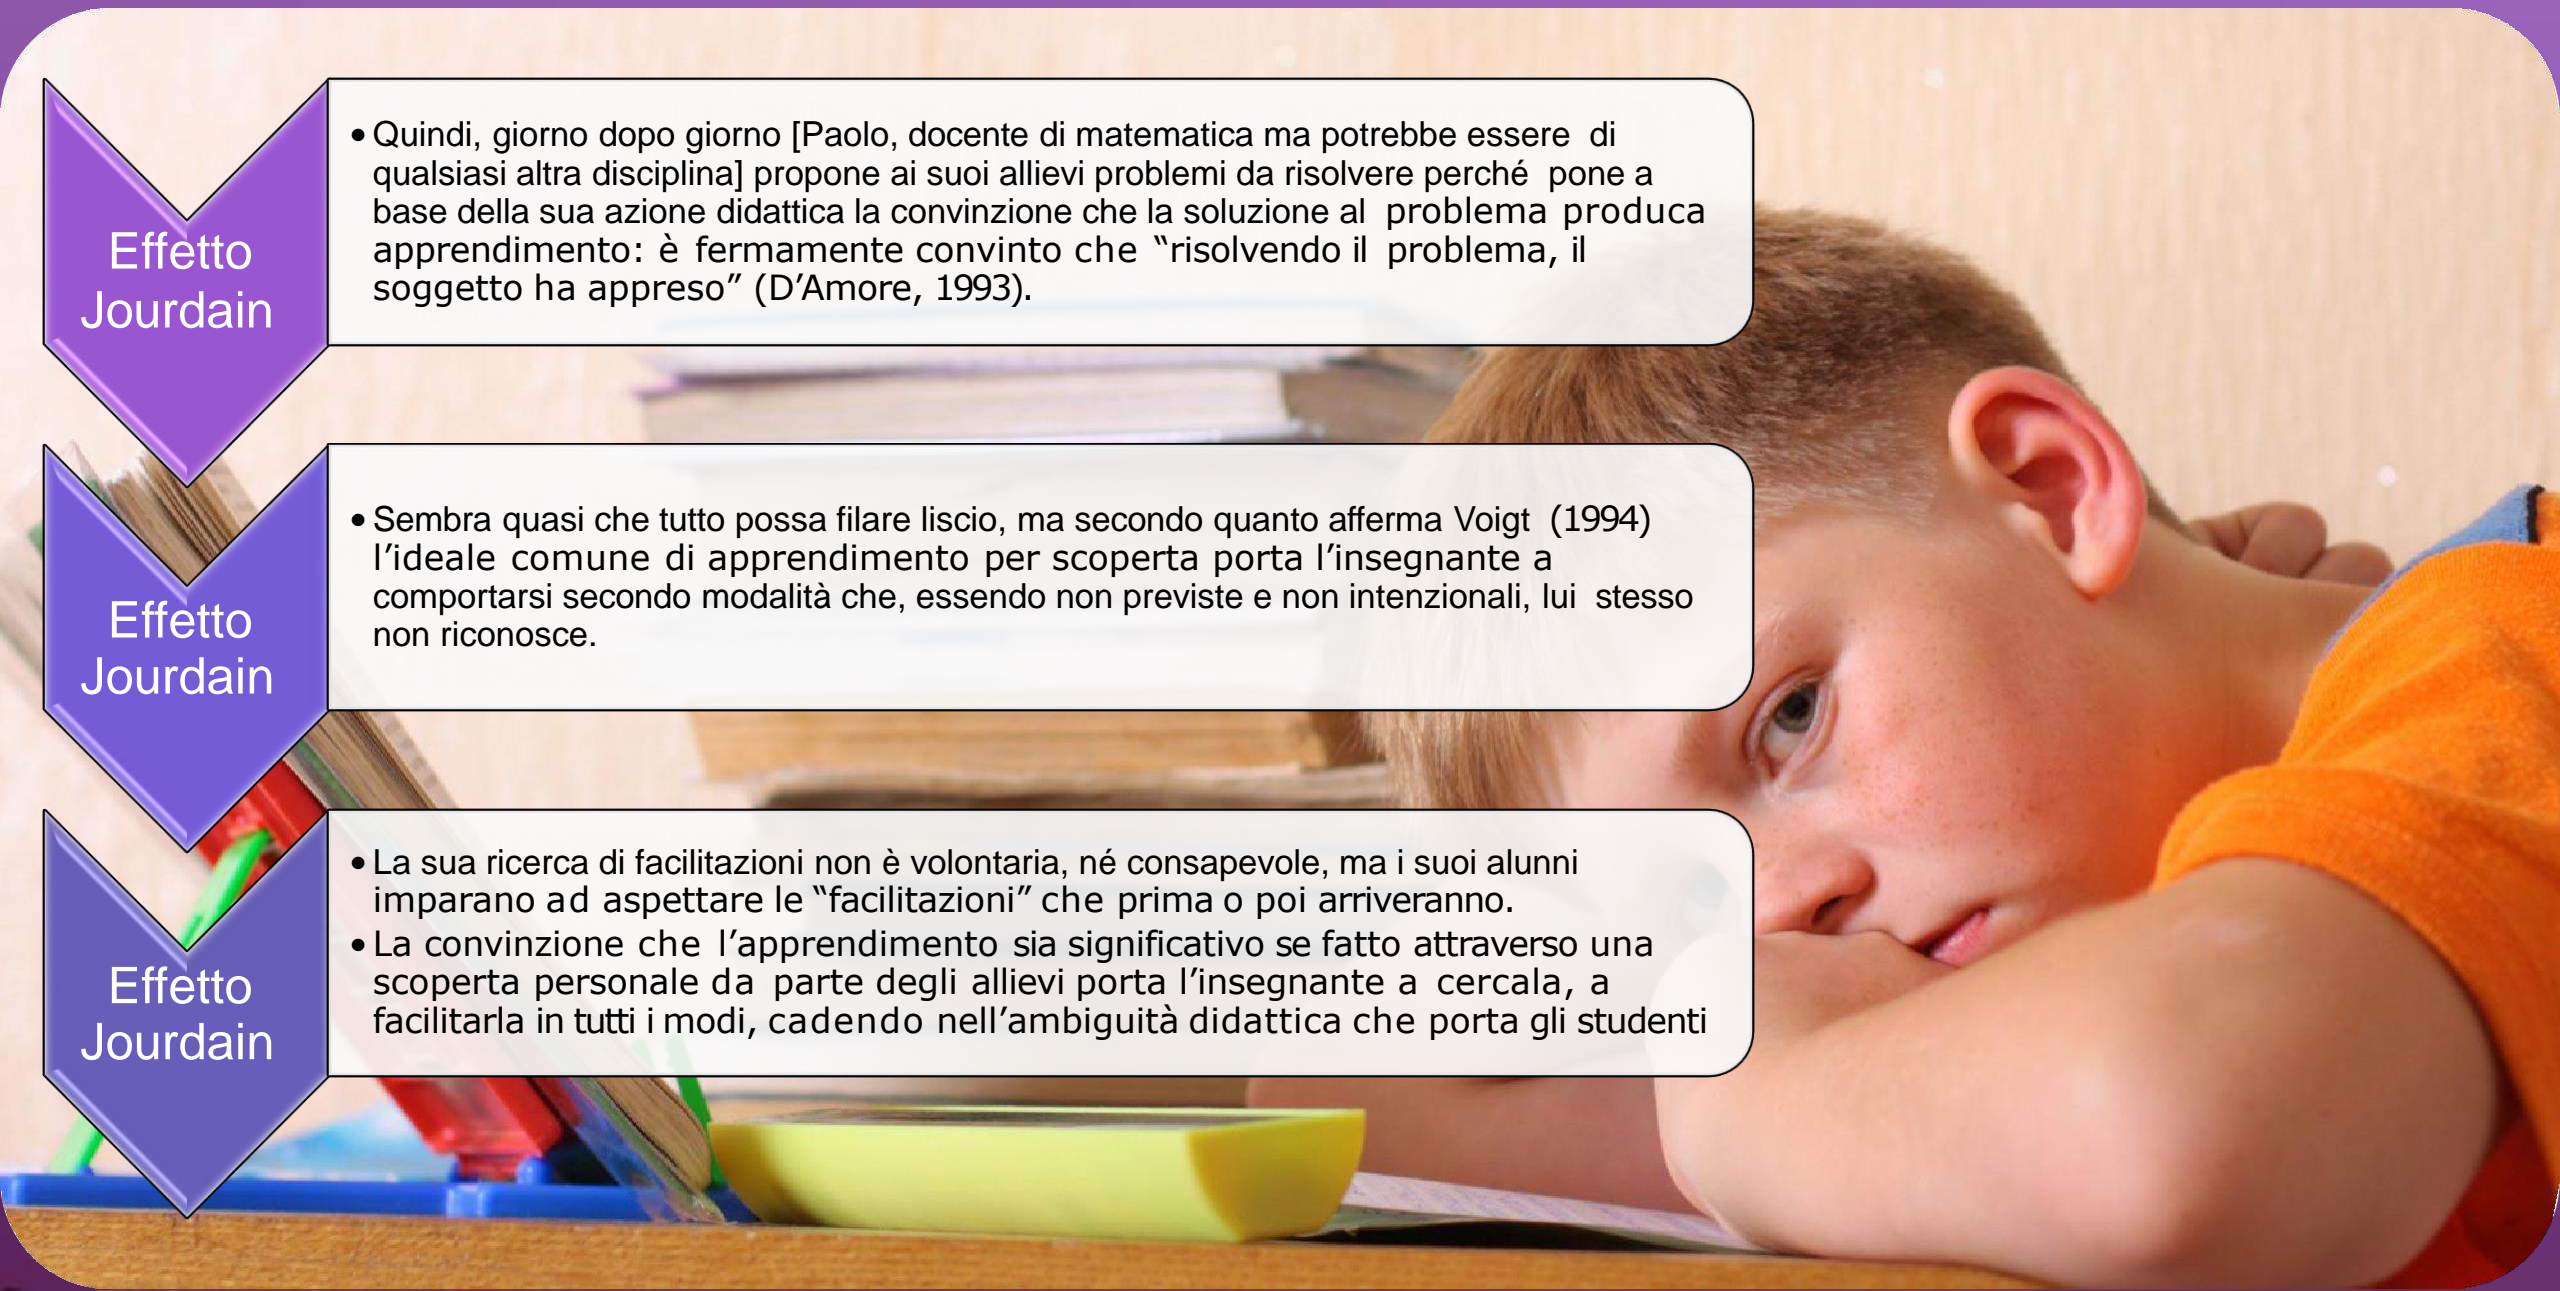 Effetto
Jourdain
• Quindi, giorno dopo giorno [Paolo, docente di matematica ma potrebbe essere di
qualsiasi altra disciplina] propone ai suoi allievi problemi da risolvere perché pone a
base della sua azione didattica la convinzione che la soluzione al problema produca
apprendimento: è fermamente convinto che “risolvendo il problema, il
soggetto ha appreso” (D’Amore, 1993).
Effetto
Jourdain
• Sembra quasi che tutto possa filare liscio, ma secondo quanto afferma Voigt (1994)
l’ideale comune di apprendimento per scoperta porta l’insegnante a
comportarsi secondo modalità che, essendo non previste e non intenzionali, lui stesso
non riconosce.
Effetto
Jourdain
• La sua ricerca di facilitazioni non è volontaria, né consapevole, ma i suoi alunni
imparano ad aspettare le “facilitazioni” che prima o poi arriveranno.
• La convinzione che l’apprendimento sia significativo se fatto attraverso una
scoperta personale da parte degli allievi porta l’insegnante a cercala, a
facilitarla in tutti i modi, cadendo nell’ambiguità didattica che porta gli studenti